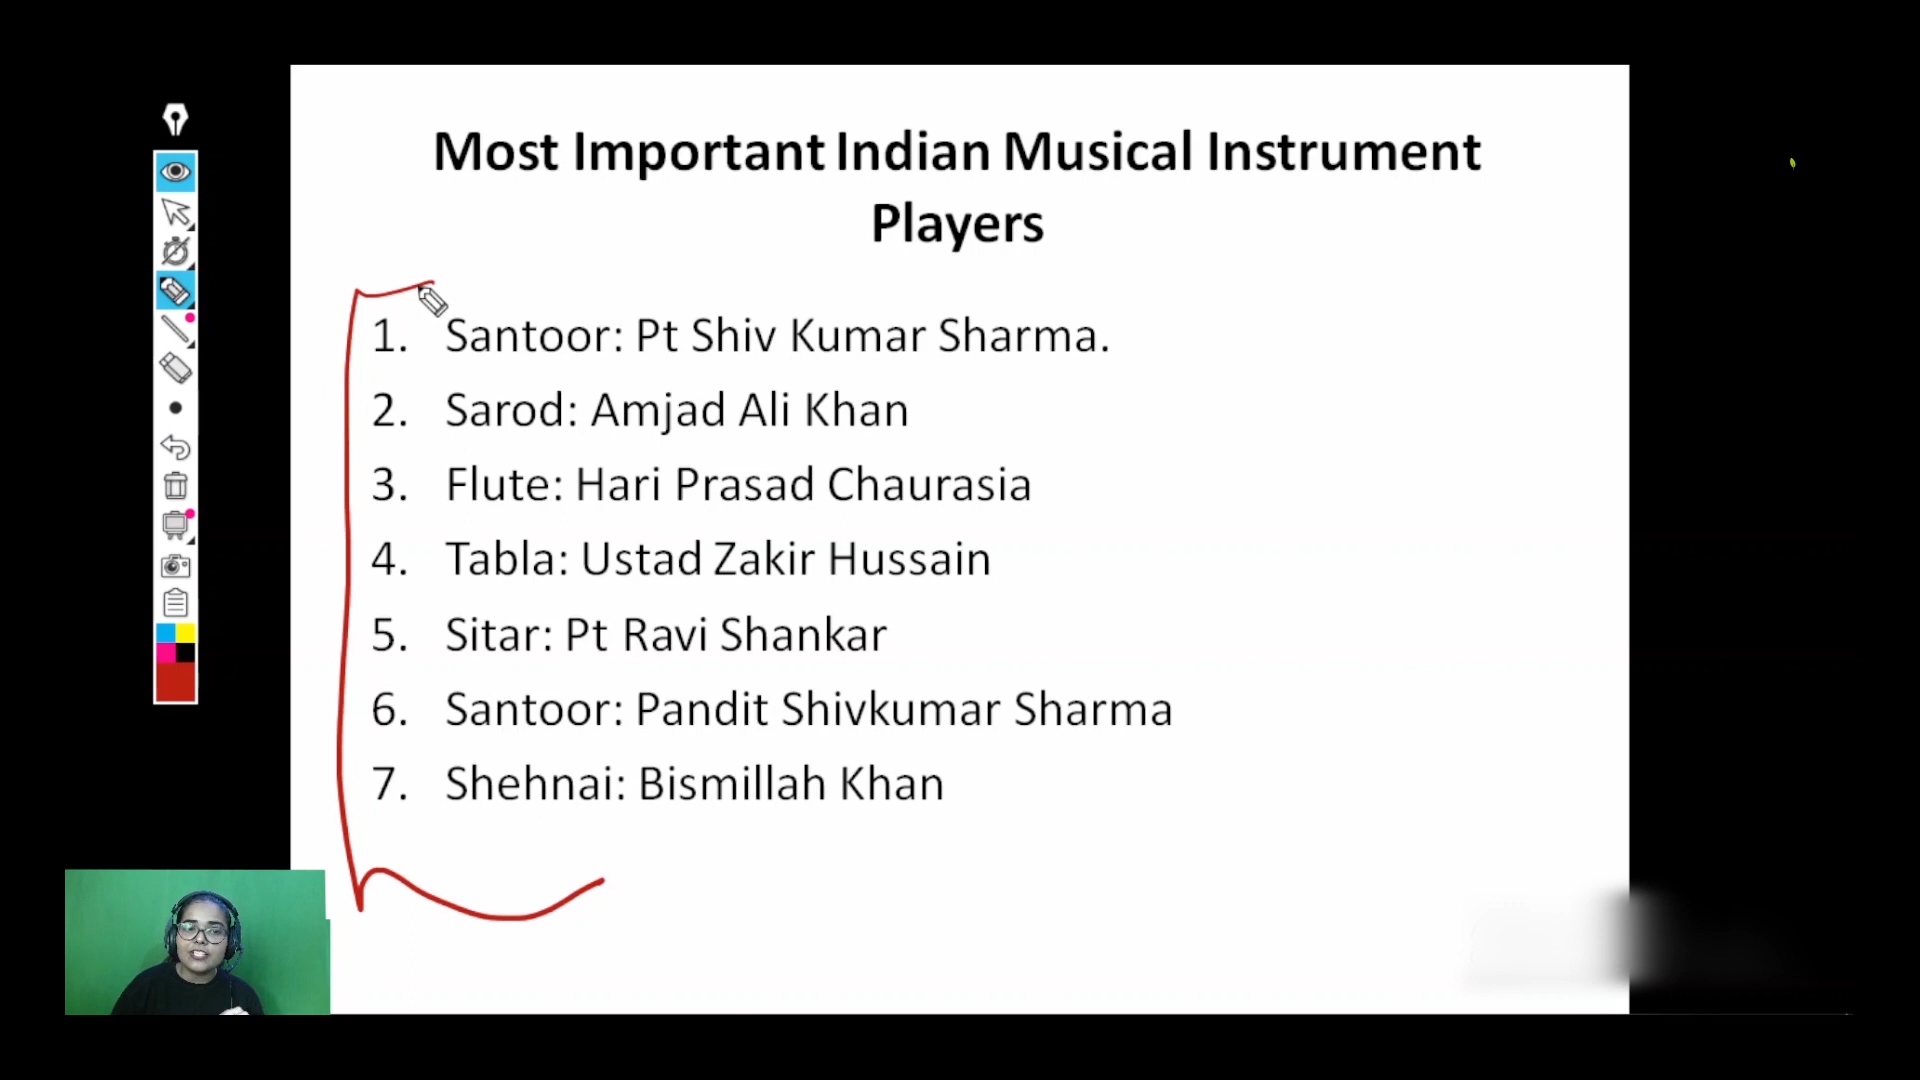 Most Important Indian Musical Instrument
Players
1. Santoor: Pt Shiv Kumar Sharma.
2. Sarod: Amjad Ali Khan
3. Flute: Hari Prasad Chaurasia
4. Tabla: Ustad Zakir Hussain
5. Sitar: Pt Ravi Shankar
6. Santoor: Pandit Shivkumar Sharma
7. Shehnai: Bismillah Khan